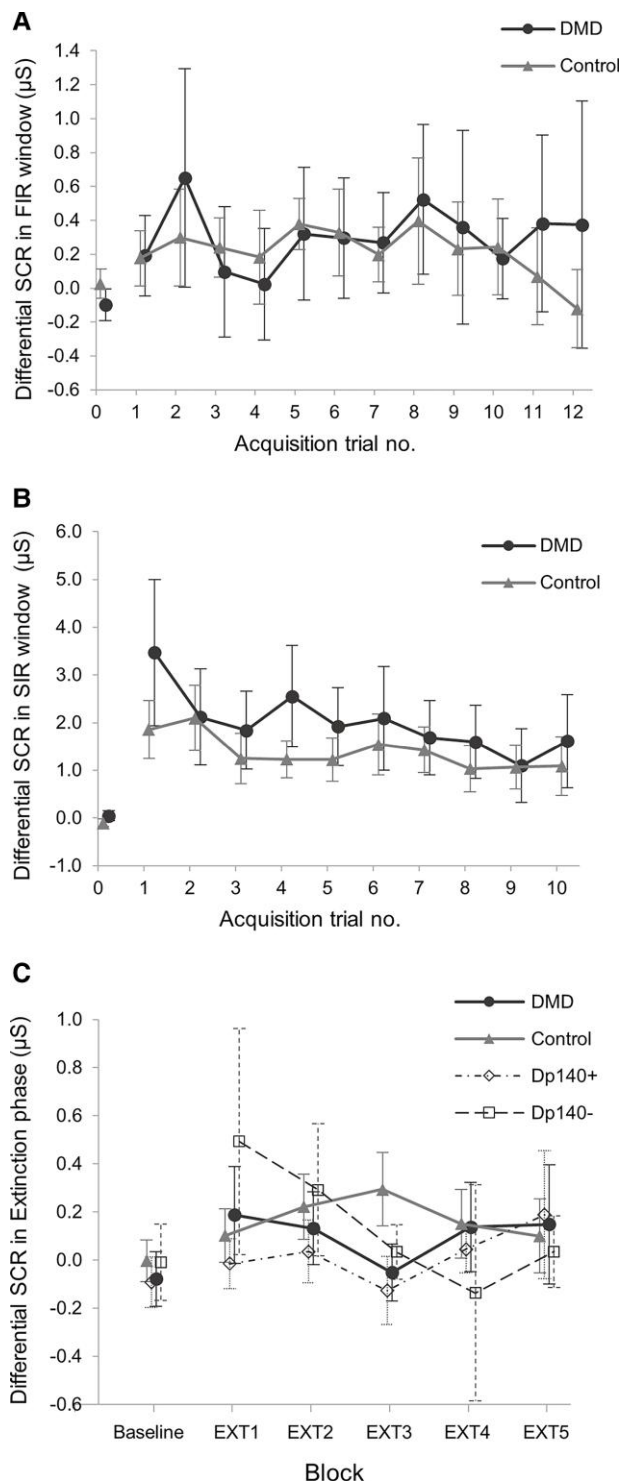 A
DMD
Control
Differential SCR in FIR window (µS)
1.4
1.2
1.0
0.8
0.6
0.4
0.2
0.0
-0.2
-0.4
-0.6
0 1 2 3 4 5 6 7 8 9 10 11 12
Acquisition trial no.
B
DMD
Control
Differential SCR in SIR window (µS)
6.0
5.0
4.0
3.0
2.0
1.0
0.0
-1.0
0 1 2 3 4 5 6 7 8 9 10
Acquisition trial no.
C
DMD
Control
Dp140+
Dp140-
Differential SCR in Extinction phase (µS)
1.0
0.8
0.6
0.4
0.2
0.0
-0.2
-0.4
-0.6
Baseline EXT1 EXT2 EXT3 EXT4 EXT5
Block